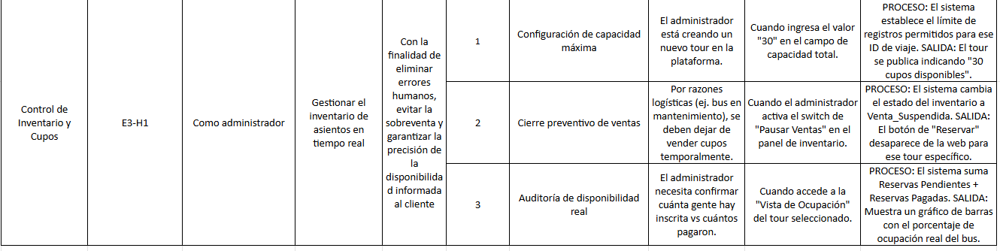 Control de
Inventario y
Cupos
E3-H1
Como administrador
Gestionar el
inventario de
asientos en
tiempo real
Con la
finalidad de
eliminar
errores
humanos,
evitar la
sobreventa y
garantizar la
precisión de
la
disponibilida
d informada
al cliente
1
Configuración de capacidad
máxima
El administrador
está creando un
nuevo tour en la
plataforma.
Cuando ingresa el valor
"30" en el campo de
capacidad total.
PROCESO: El sistema
establece el límite de
registros permitidos para ese
ID de viaje. SALIDA: El tour
se publica indicando "30
cupos disponibles".
2
Cierre preventivo de ventas
Por razones
logísticas (ej. bus en
mantenimiento), se
deben dejar de
vender cupos
temporalmente.
Cuando el administrador
activa el switch de
"Pausar Ventas" en el
panel de inventario.
PROCESO: El sistema cambia
el estado del inventario a
Venta_Suspendida. SALIDA:
El botón de "Reservar"
desaparece de la web para
ese tour específico.
3
Auditoría de disponibilidad
real
El administrador
necesita confirmar
cuánta gente hay
inscrita vs cuántos
pagaron.
Cuando accede a la
"Vista de Ocupación"
del tour seleccionado.
PROCESO: El sistema suma
Reservas Pendientes +
Reservas Pagadas. SALIDA:
Muestra un gráfico de barras
con el porcentaje de
ocupación real del bus.